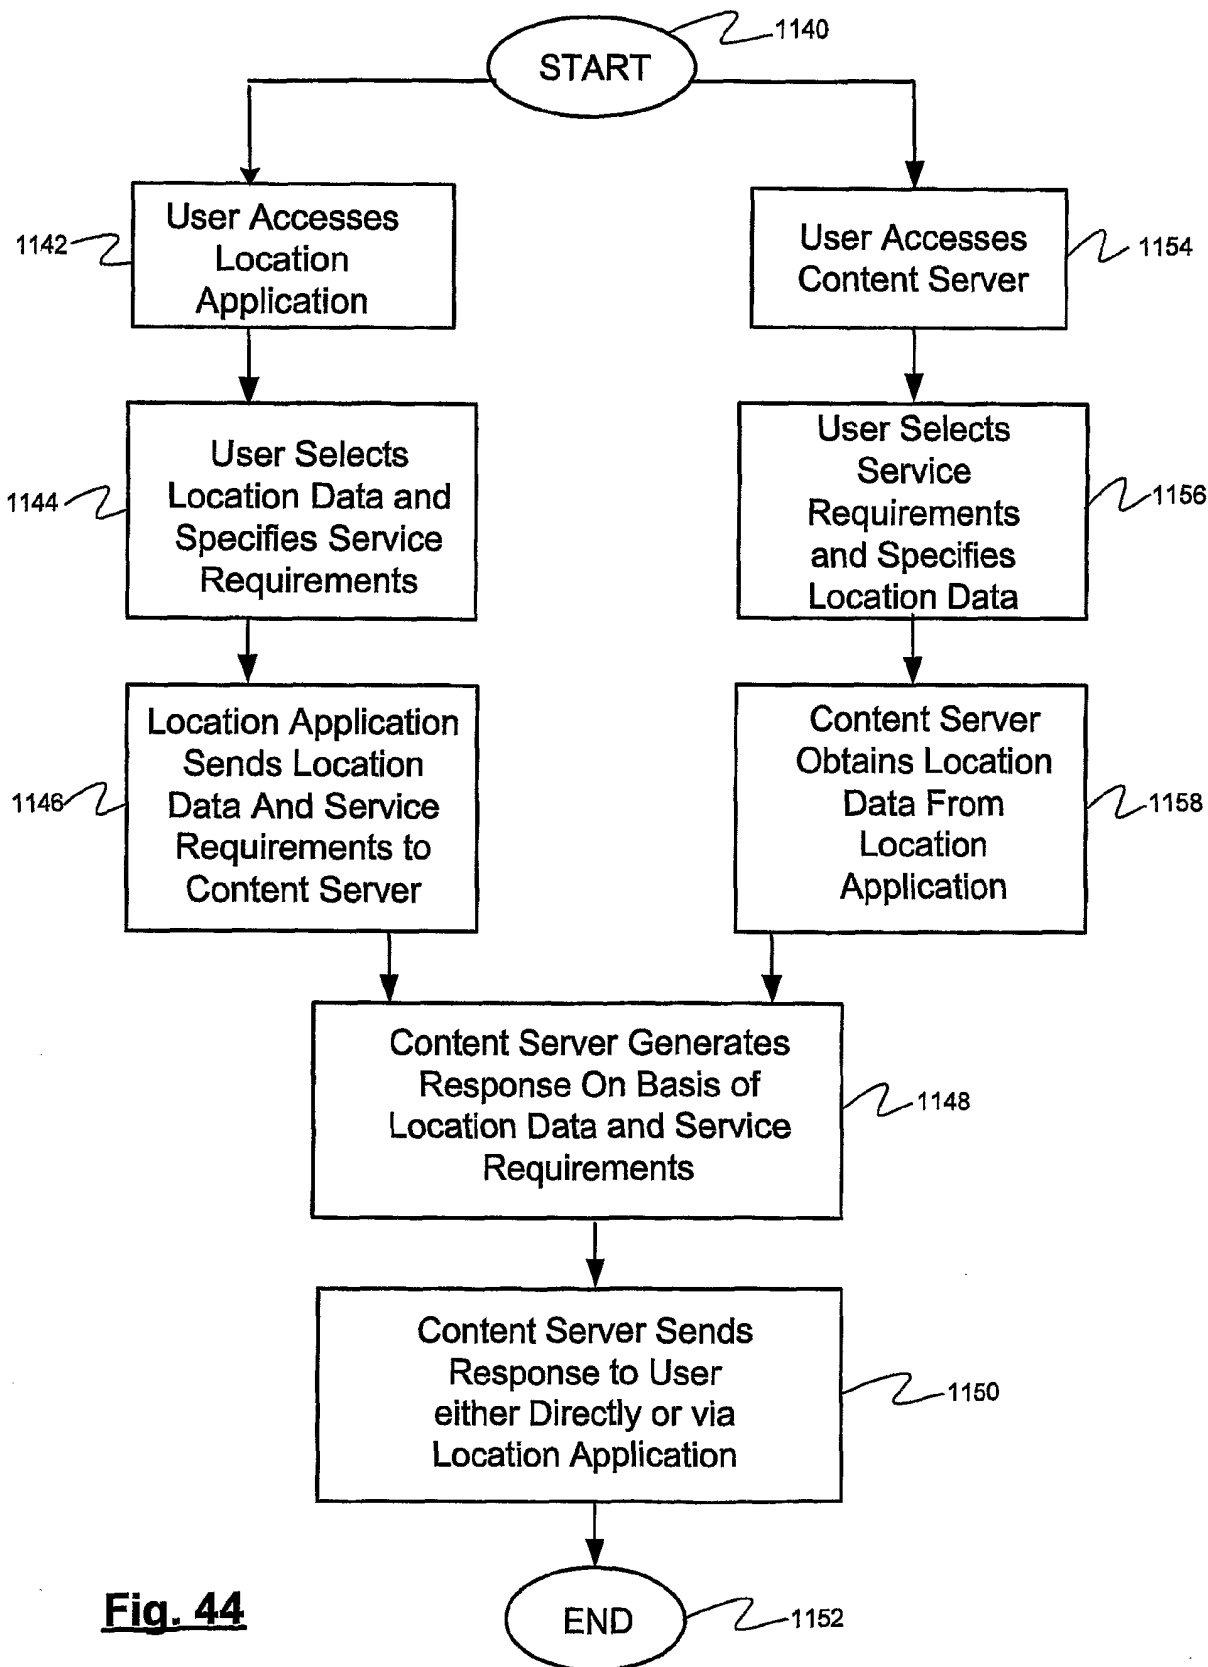 1140
START
User Accesses
Location
Application
1142
User Accesses
Content Server
1154
User Selects
Location Data and
Specifies Service
Requirements
1144
User Selects
Service
Requirements
and Specifies
Location Data
1156
Location Application
Sends Location
Data And Service
Requirements to
Content Server
1146
Content Server
Obtains Location
Data From
Location
Application
1158
Content Server Generates
Response On Basis of
Location Data and Service
Requirements
1148
Content Server Sends
Response to User
either Directly or via
Location Application
1150
Fig. 44
END
1152